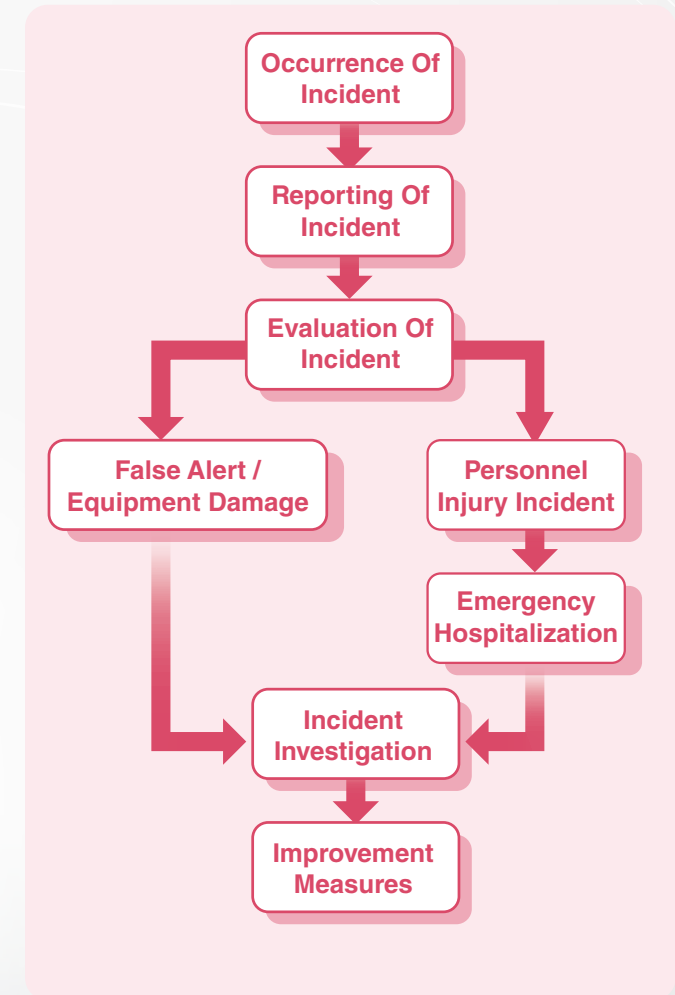 Occurrence Of
Incident
Reporting Of
Incident
Evaluation Of
Incident
False Alert /
Equipment Damage
Personnel
Injury Incident
Emergency
Hospitalization
Incident
Investigation
Improvement
Measures